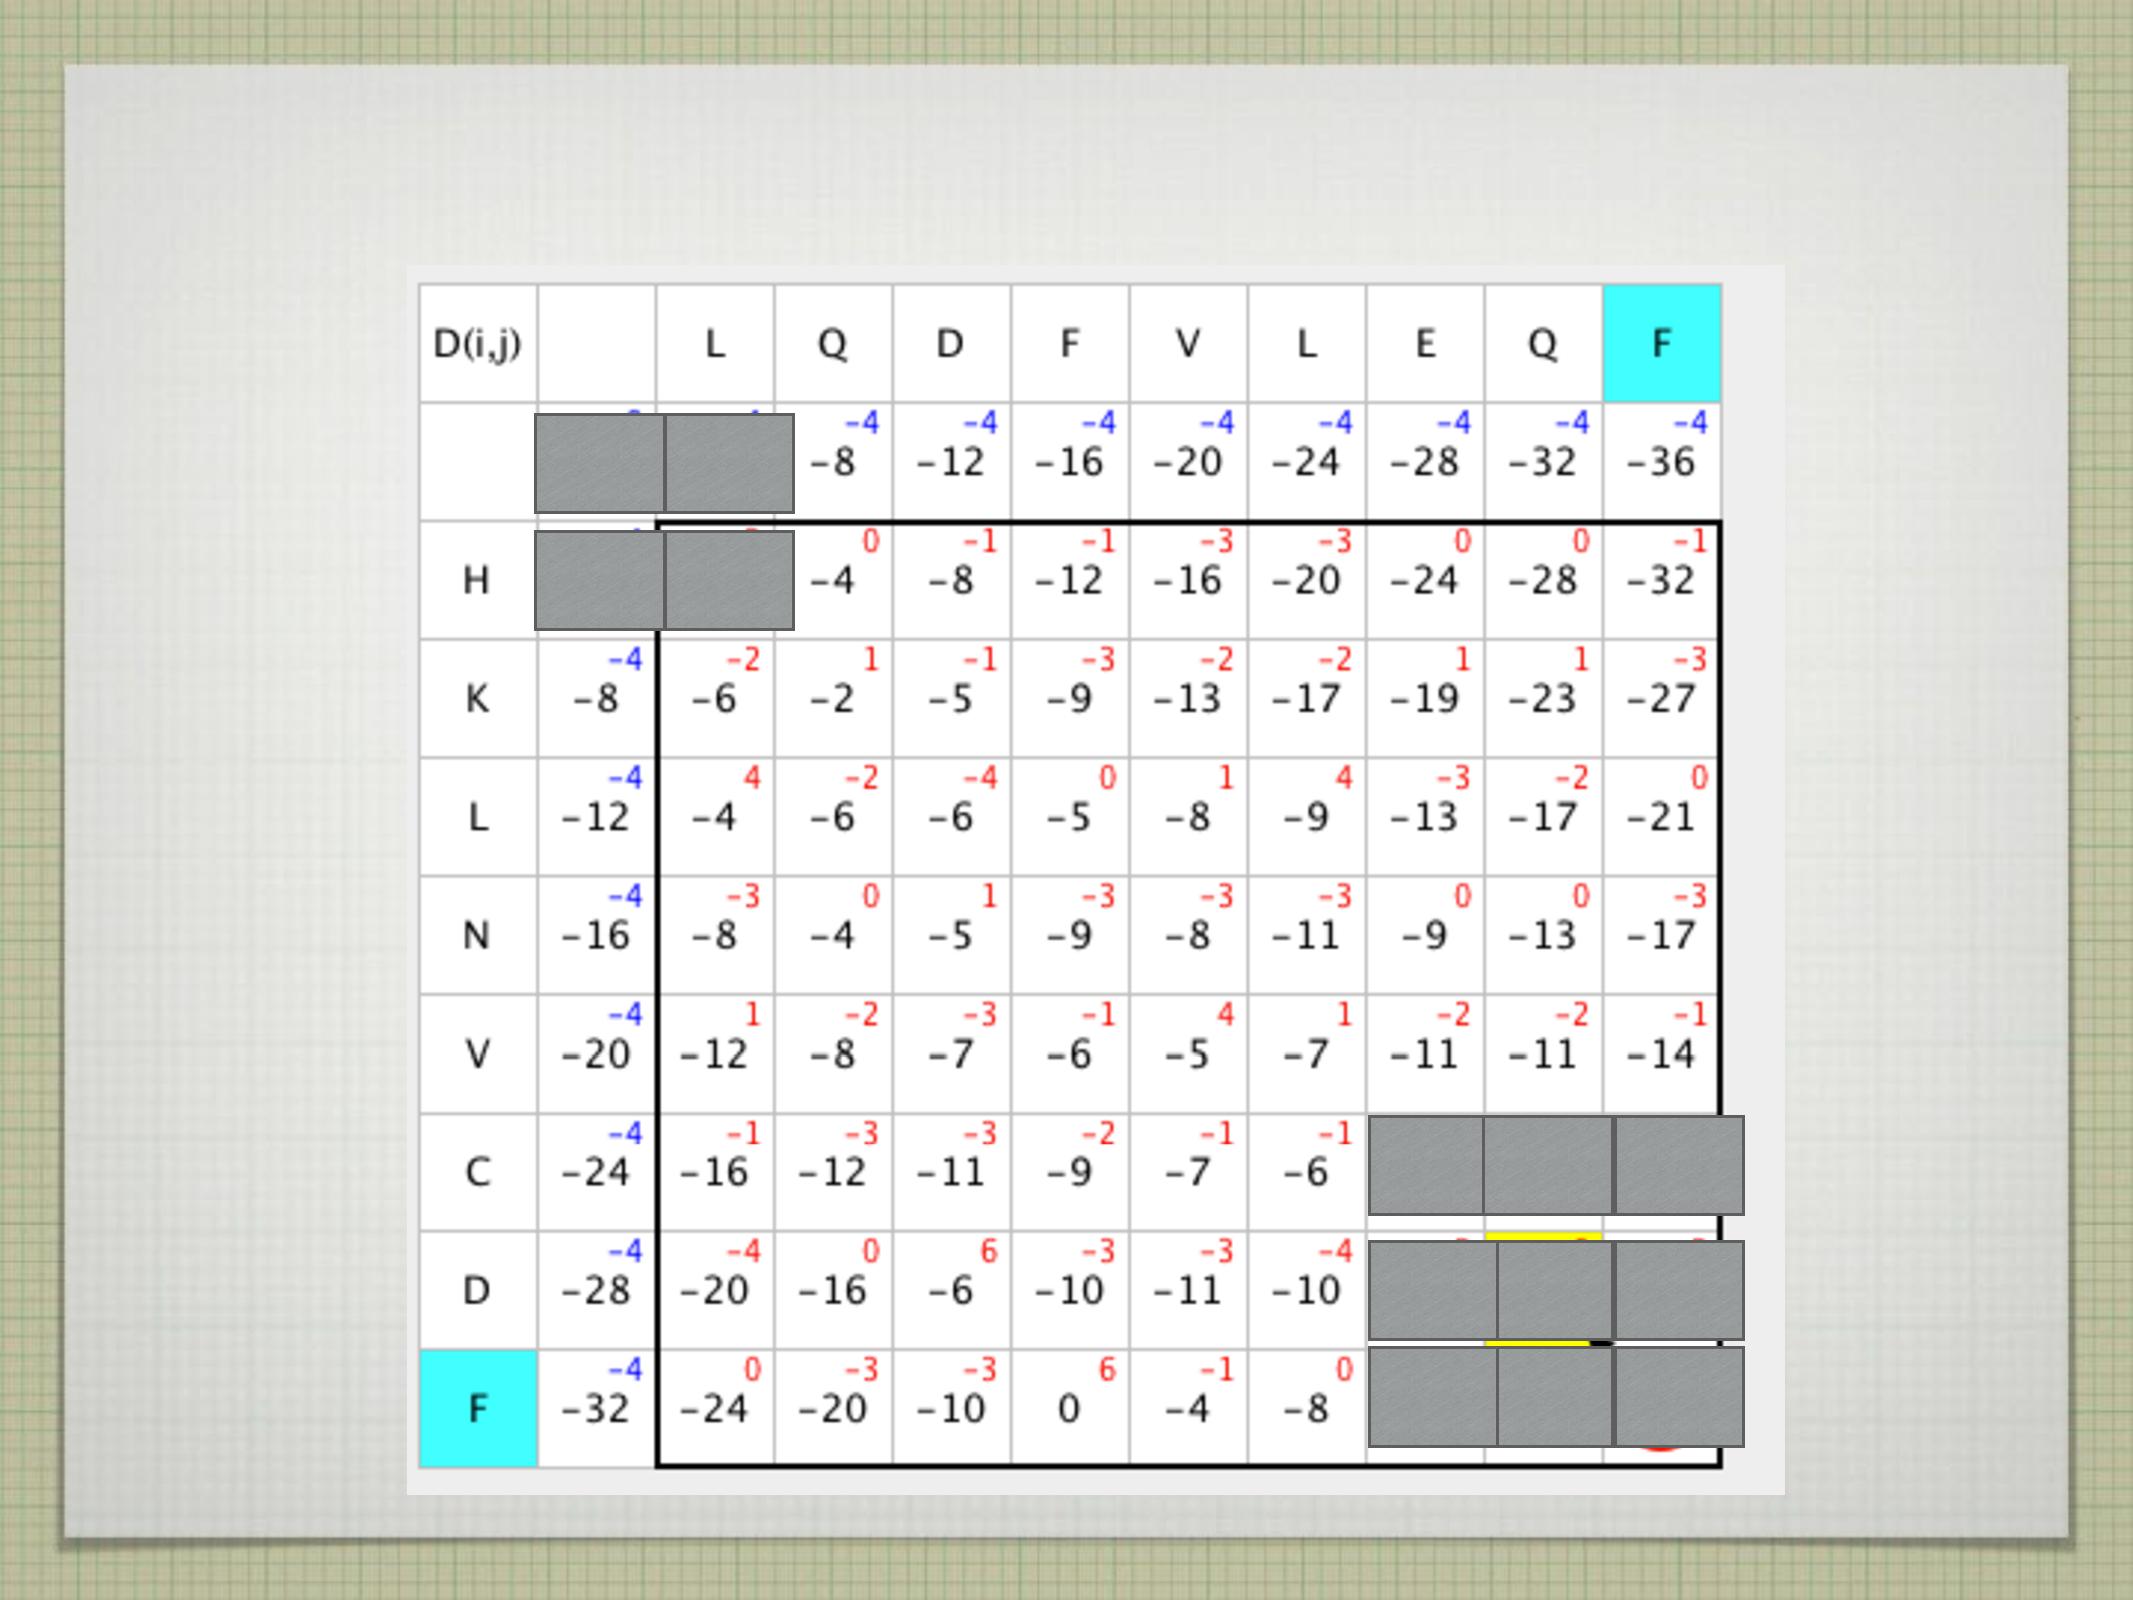 D(i,j) L Q D F V L E Q F
-4 -4 -4 -4 -4 -4 -4 -4
-8 -12 -16 -20 -24 -28 -32 -36
0 -1 -1 -3 -3 0 0 -1
H -4 -8 -12 -16 -20 -24 -28 -32
-4 -2 1 -1 -3 -2 -2 1 1 -3
K -8 -6 -2 -5 -9 -13 -17 -19 -23 -27
-4 4 -2 -4 0 1 4 -3 -2 0
L -12 -4 -6 -6 -5 -8 -9 -13 -17 -21
-4 -3 0 1 -3 -3 -3 0 0 -3
N -16 -8 -4 -5 -9 -8 -11 -9 -13 -17
-4 1 -2 -3 -1 4 1 -2 -2 -1
V -20 -12 -8 -7 -6 -5 -7 -11 -11 -14
-4 -1 -3 -3 -2 -1 -1
C -24 -16 -12 -11 -9 -7 -6
-4 -4 0 6 -3 -3 -4
D -28 -20 -16 -6 -10 -11 -10
-4 0 -3 -3 6 -1 0
F -32 -24 -20 -10 0 -4 -8